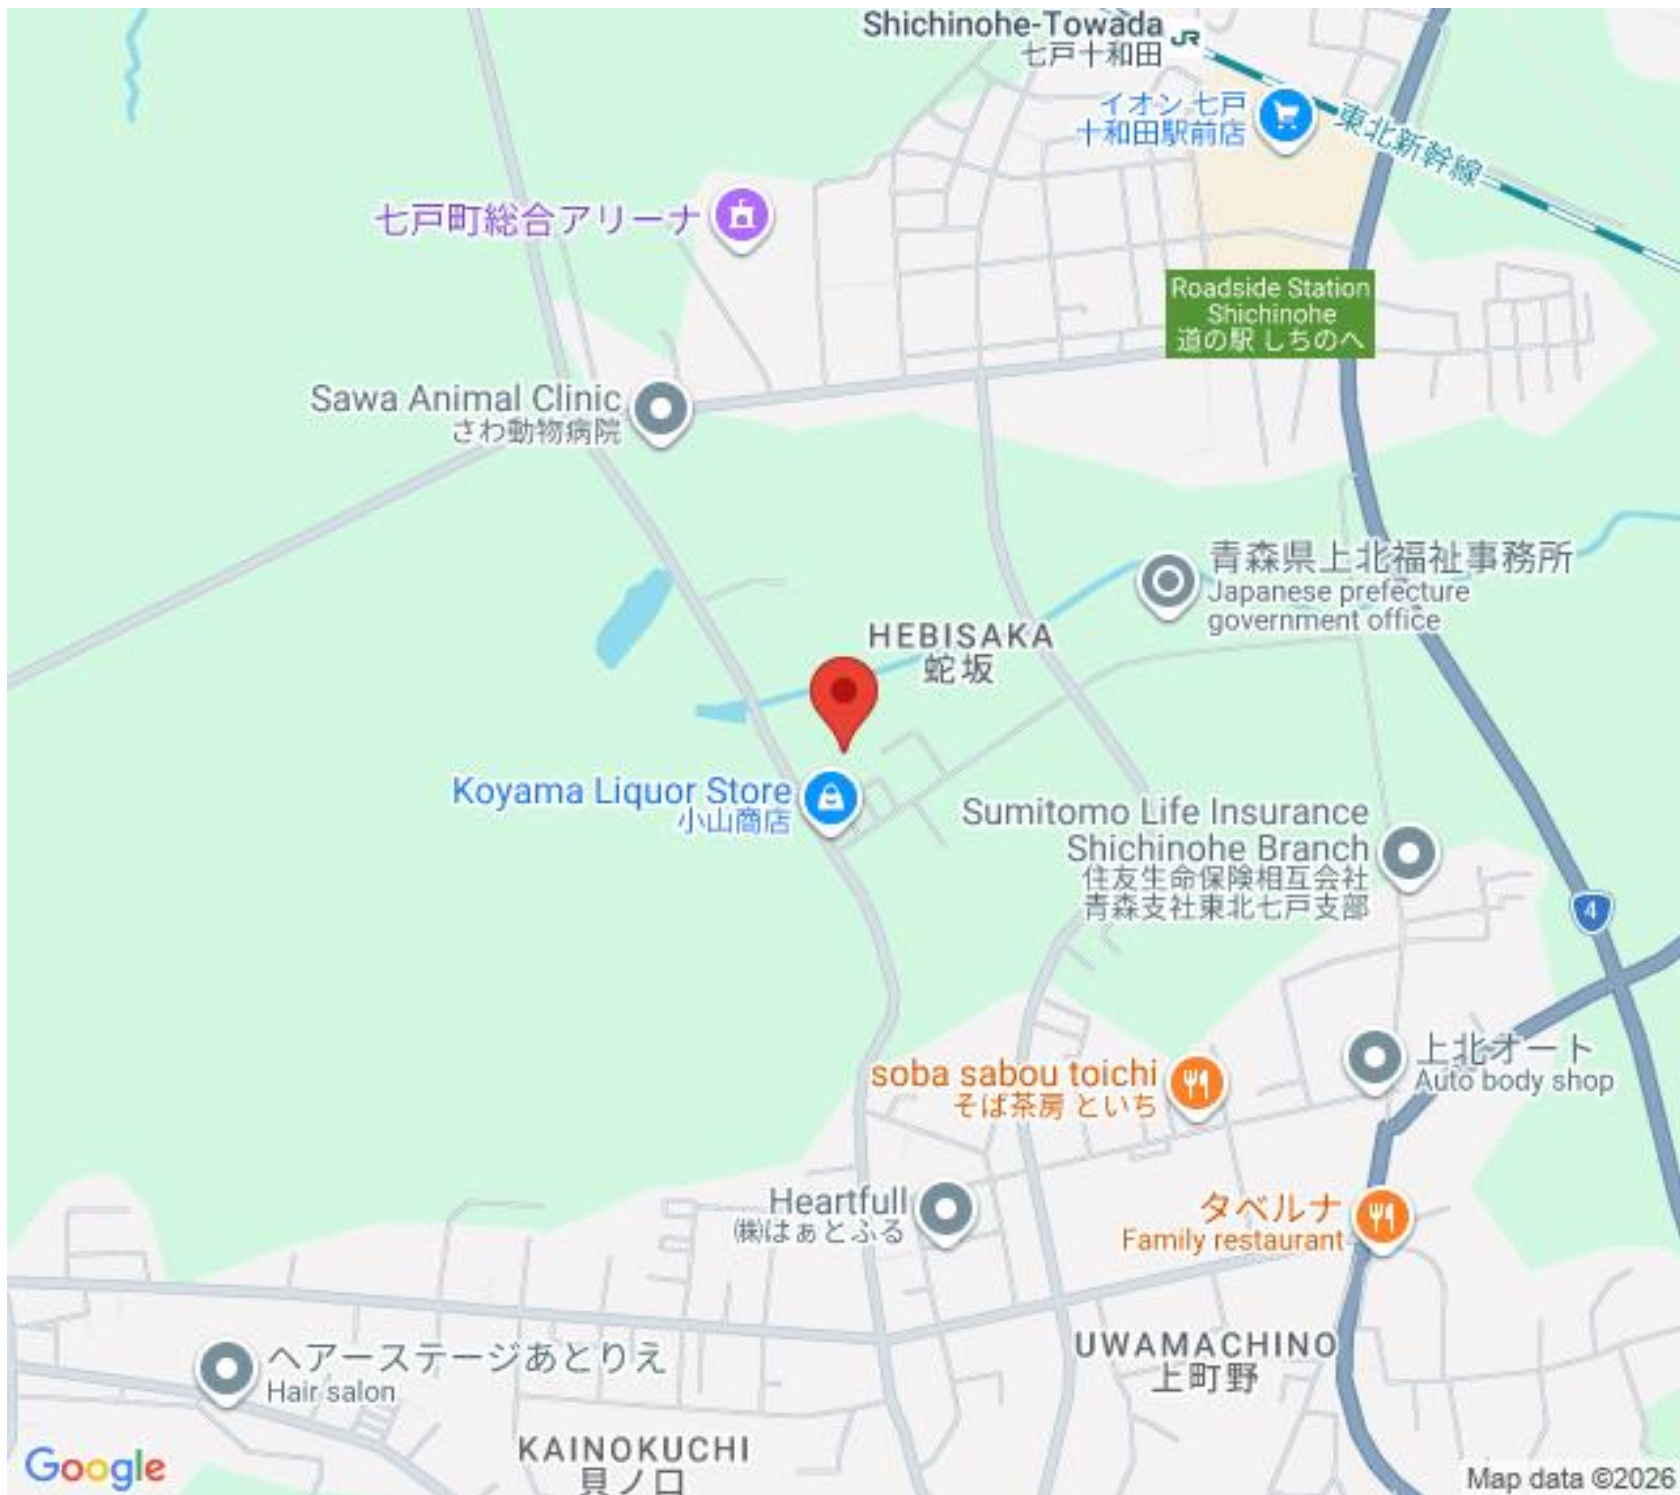 Shichinohe-Towada
七戸十和田
JR
イオン 七戸
十和田駅前店
東北新幹線
七戸町総合アリーナ
Roadside Station
Shichinohe
道の駅 しちのへ
Sawa Animal Clinic
さわ動物病院
青森県上北福祉事務所
Japanese prefecture
government office
HEBISAKA
蛇坂
Koyama Liquor Store
小山商店
Sumitomo Life Insurance
Shichinohe Branch
住友生命保険相互会社
青森支社東北七戸支部
4
上北オート
Auto body shop
soba sabou toichi
そば茶房 といち
Heartfull
㈱はぁとふる
タベルナ
Family restaurant
UWAMACHINO
上町野
ヘアーステージあとりえ
Hair salon
KAINOKUCHI
貝ノ口
Google
Map data ©2026